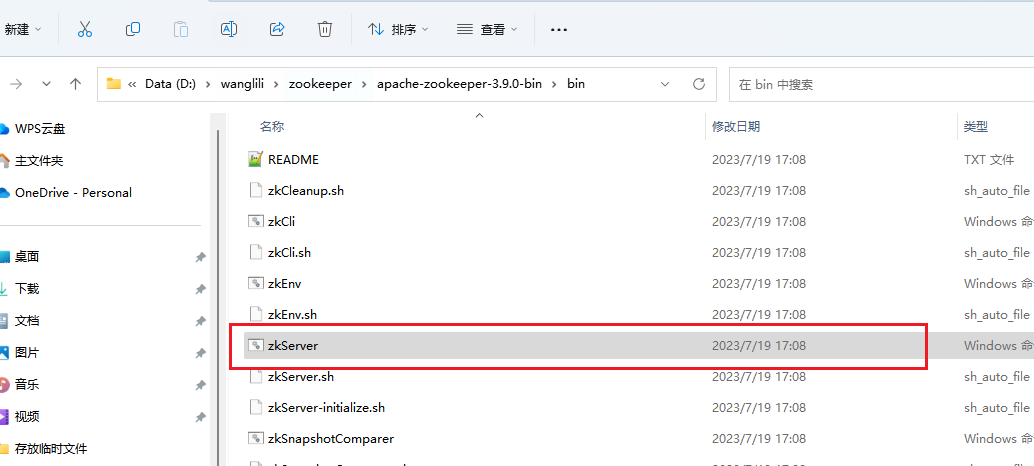 新建
排序
查看
« Data (D:) › wanglili › zookeeper › apache-zookeeper-3.9.0-bin › bin
在 bin 中搜索
WPS云盘
主文件夹
OneDrive - Personal
桌面
下载
文档
图片
音乐
视频
存放临时文件
名称 修改日期 类型
README 2023/7/19 17:08 TXT 文件
zkCleanup.sh 2023/7/19 17:08 sh_auto_file
zkCli 2023/7/19 17:08 Windows 命
zkCli.sh 2023/7/19 17:08 sh_auto_file
zkEnv 2023/7/19 17:08 Windows 命
zkEnv.sh 2023/7/19 17:08 sh_auto_file
zkServer 2023/7/19 17:08 Windows 命
zkServer.sh 2023/7/19 17:08 sh_auto_file
zkServer-initialize.sh 2023/7/19 17:08 sh_auto_file
zkSnapshotComparer 2023/7/19 17:08 Windows 命